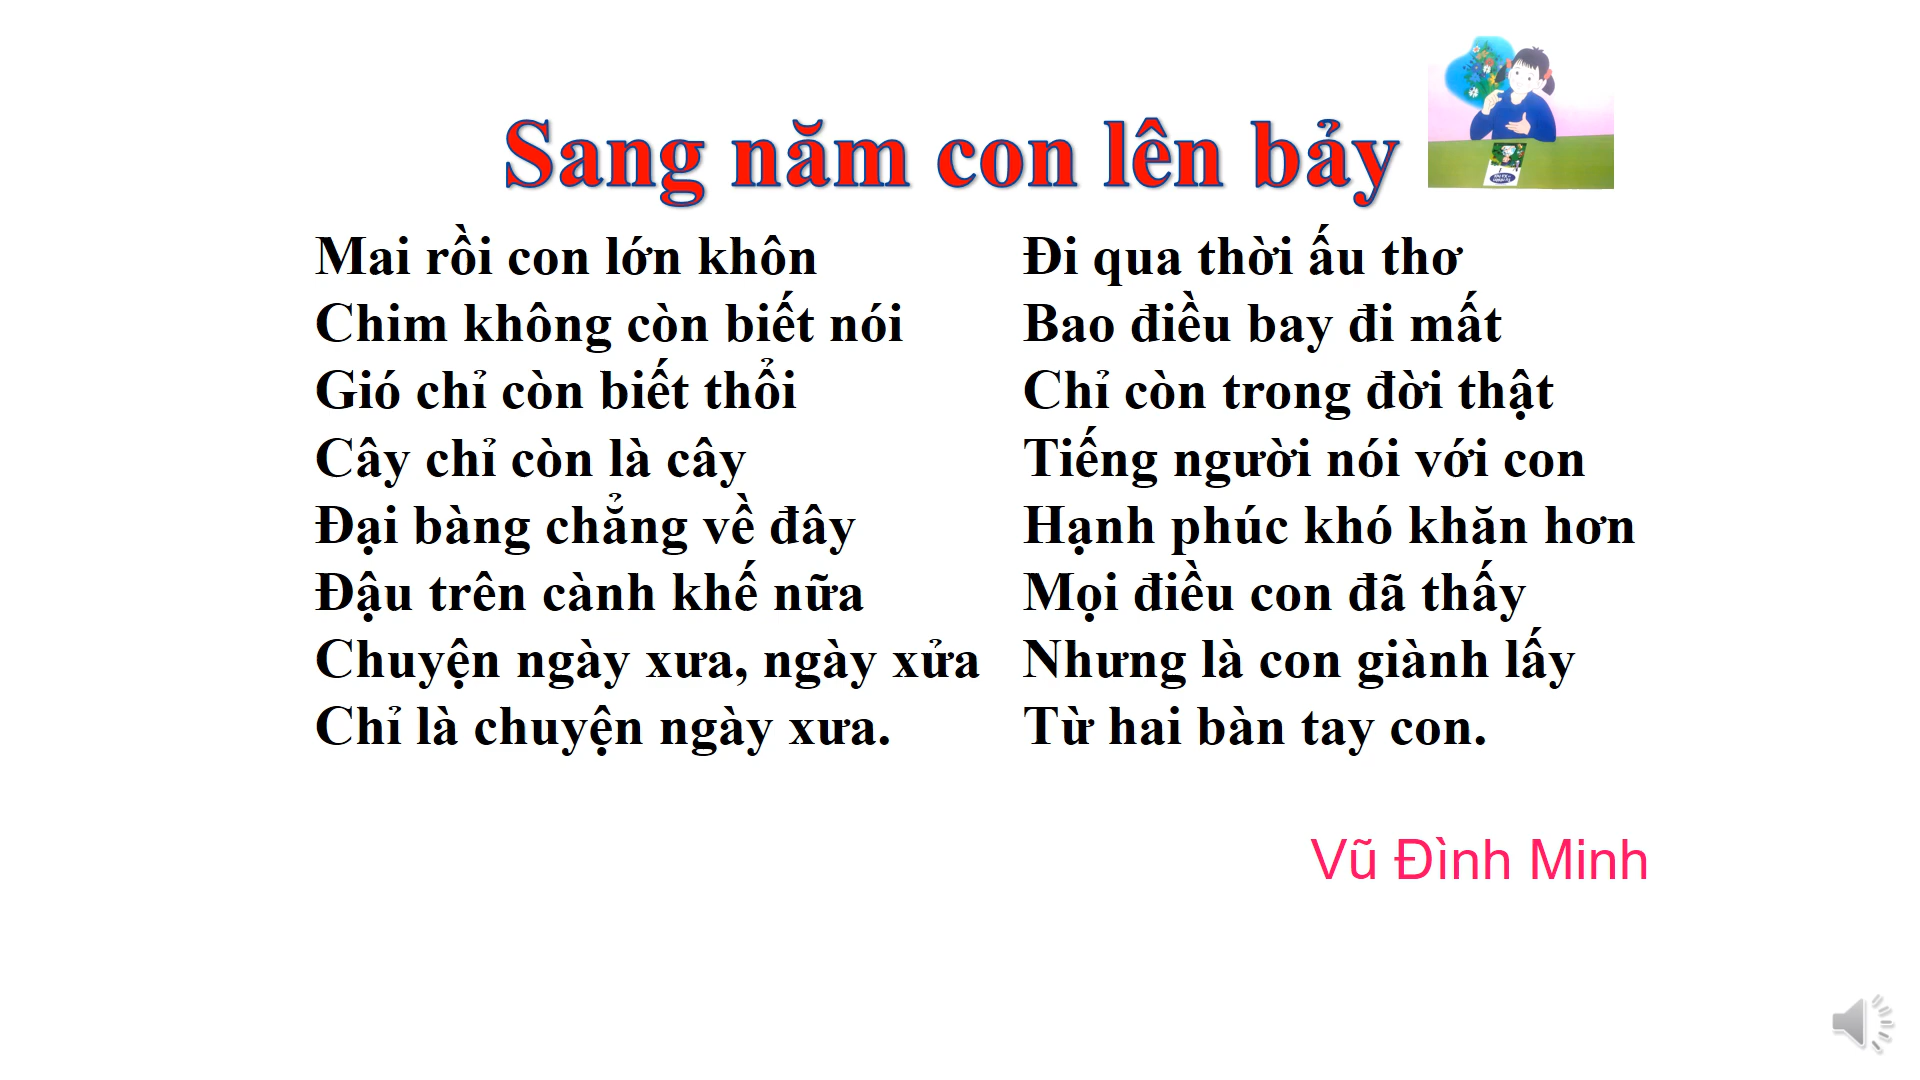 Sang năm con lên bảy
Mai rồi con lớn khôn
Chim không còn biết nói
Gió chỉ còn biết thổi
Cây chỉ còn là cây
Đại bàng chẳng về đây
Đậu trên cành khế nữa
Chuyện ngày xưa, ngày xửa
Chỉ là chuyện ngày xưa.
Đi qua thời ấu thơ
Bao điều bay đi mất
Chỉ còn trong đời thật
Tiếng người nói với con
Hạnh phúc khó khăn hơn
Mọi điều con đã thấy
Nhưng là con giành lấy
Từ hai bàn tay con.
Vũ Đình Minh